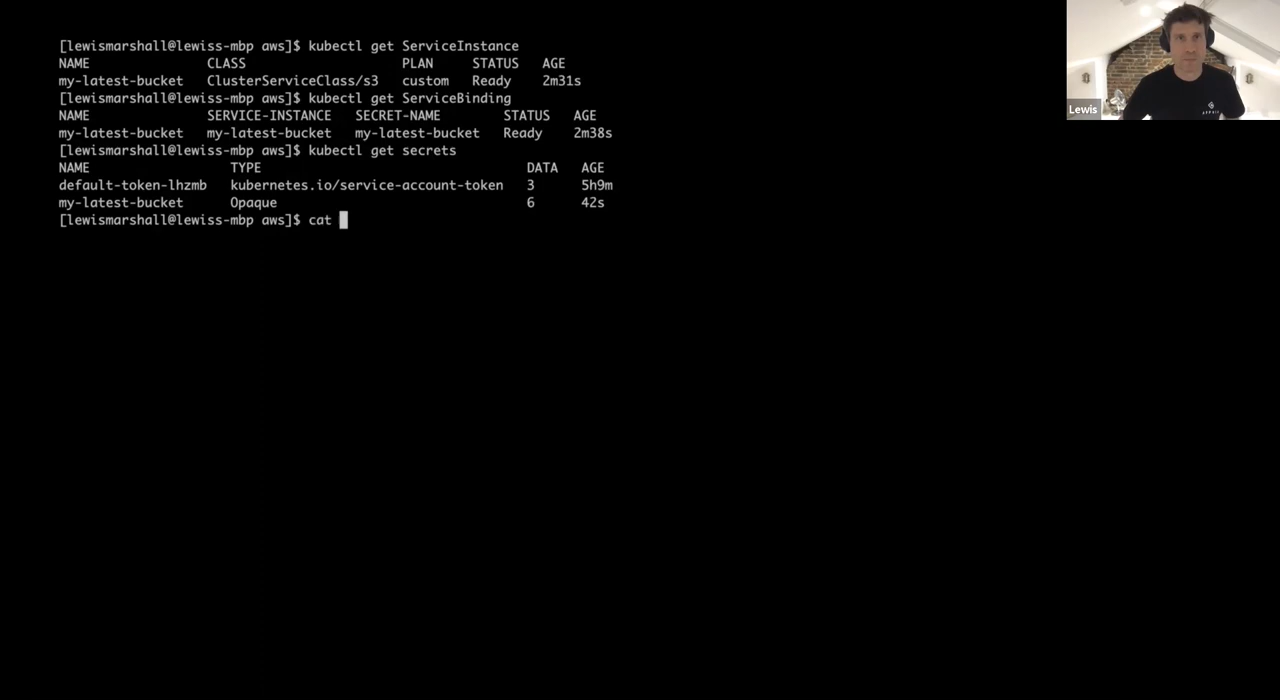 [lewismarshall@lewiss-mbp aws]$ kubectl get ServiceInstance
NAME CLASS PLAN STATUS AGE
my-latest-bucket ClusterServiceClass/s3 custom Ready 2m31s
[lewismarshall@lewiss-mbp aws]$ kubectl get ServiceBinding
NAME SERVICE-INSTANCE SECRET-NAME STATUS AGE
my-latest-bucket my-latest-bucket my-latest-bucket Ready 2m38s
[lewismarshall@lewiss-mbp aws]$ kubectl get secrets
NAME TYPE DATA AGE
default-token-lhzmb kubernetes.io/service-account-token 3 5h9m
my-latest-bucket Opaque 6 42s
[lewismarshall@lewiss-mbp aws]$ cat
Lewis